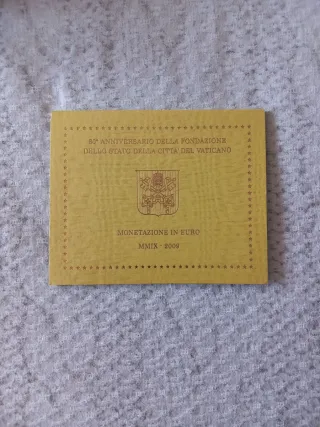 80° ANNIVERSARIO DELLA FONDAZIONE
DELLO STATO DELLA CITTÀ DEL VATICANO
MONETAZIONE IN EURO
MMIX - 2009